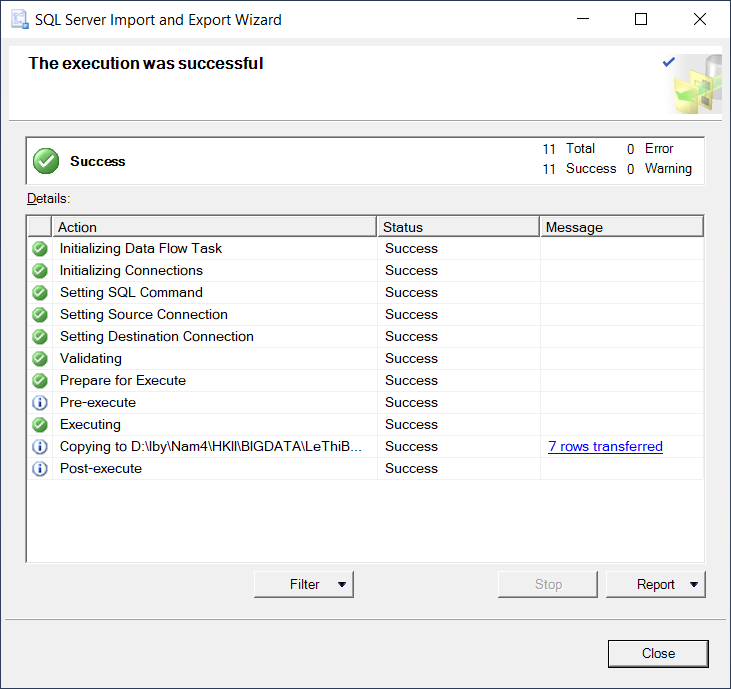 SQL Server Import and Export Wizard
The execution was successful
Success
11 Total 0 Error
11 Success 0 Warning
Details:
Action Status Message
Initializing Data Flow Task Success
Initializing Connections Success
Setting SQL Command Success
Setting Source Connection Success
Setting Destination Connection Success
Validating Success
Prepare for Execute Success
Pre-execute Success
Executing Success
Copying to D:\Iby\Nam4\HKII\BIGDATA\LeThiB... Success 7 rows transferred
Post-execute Success
Filter Stop Report
Close